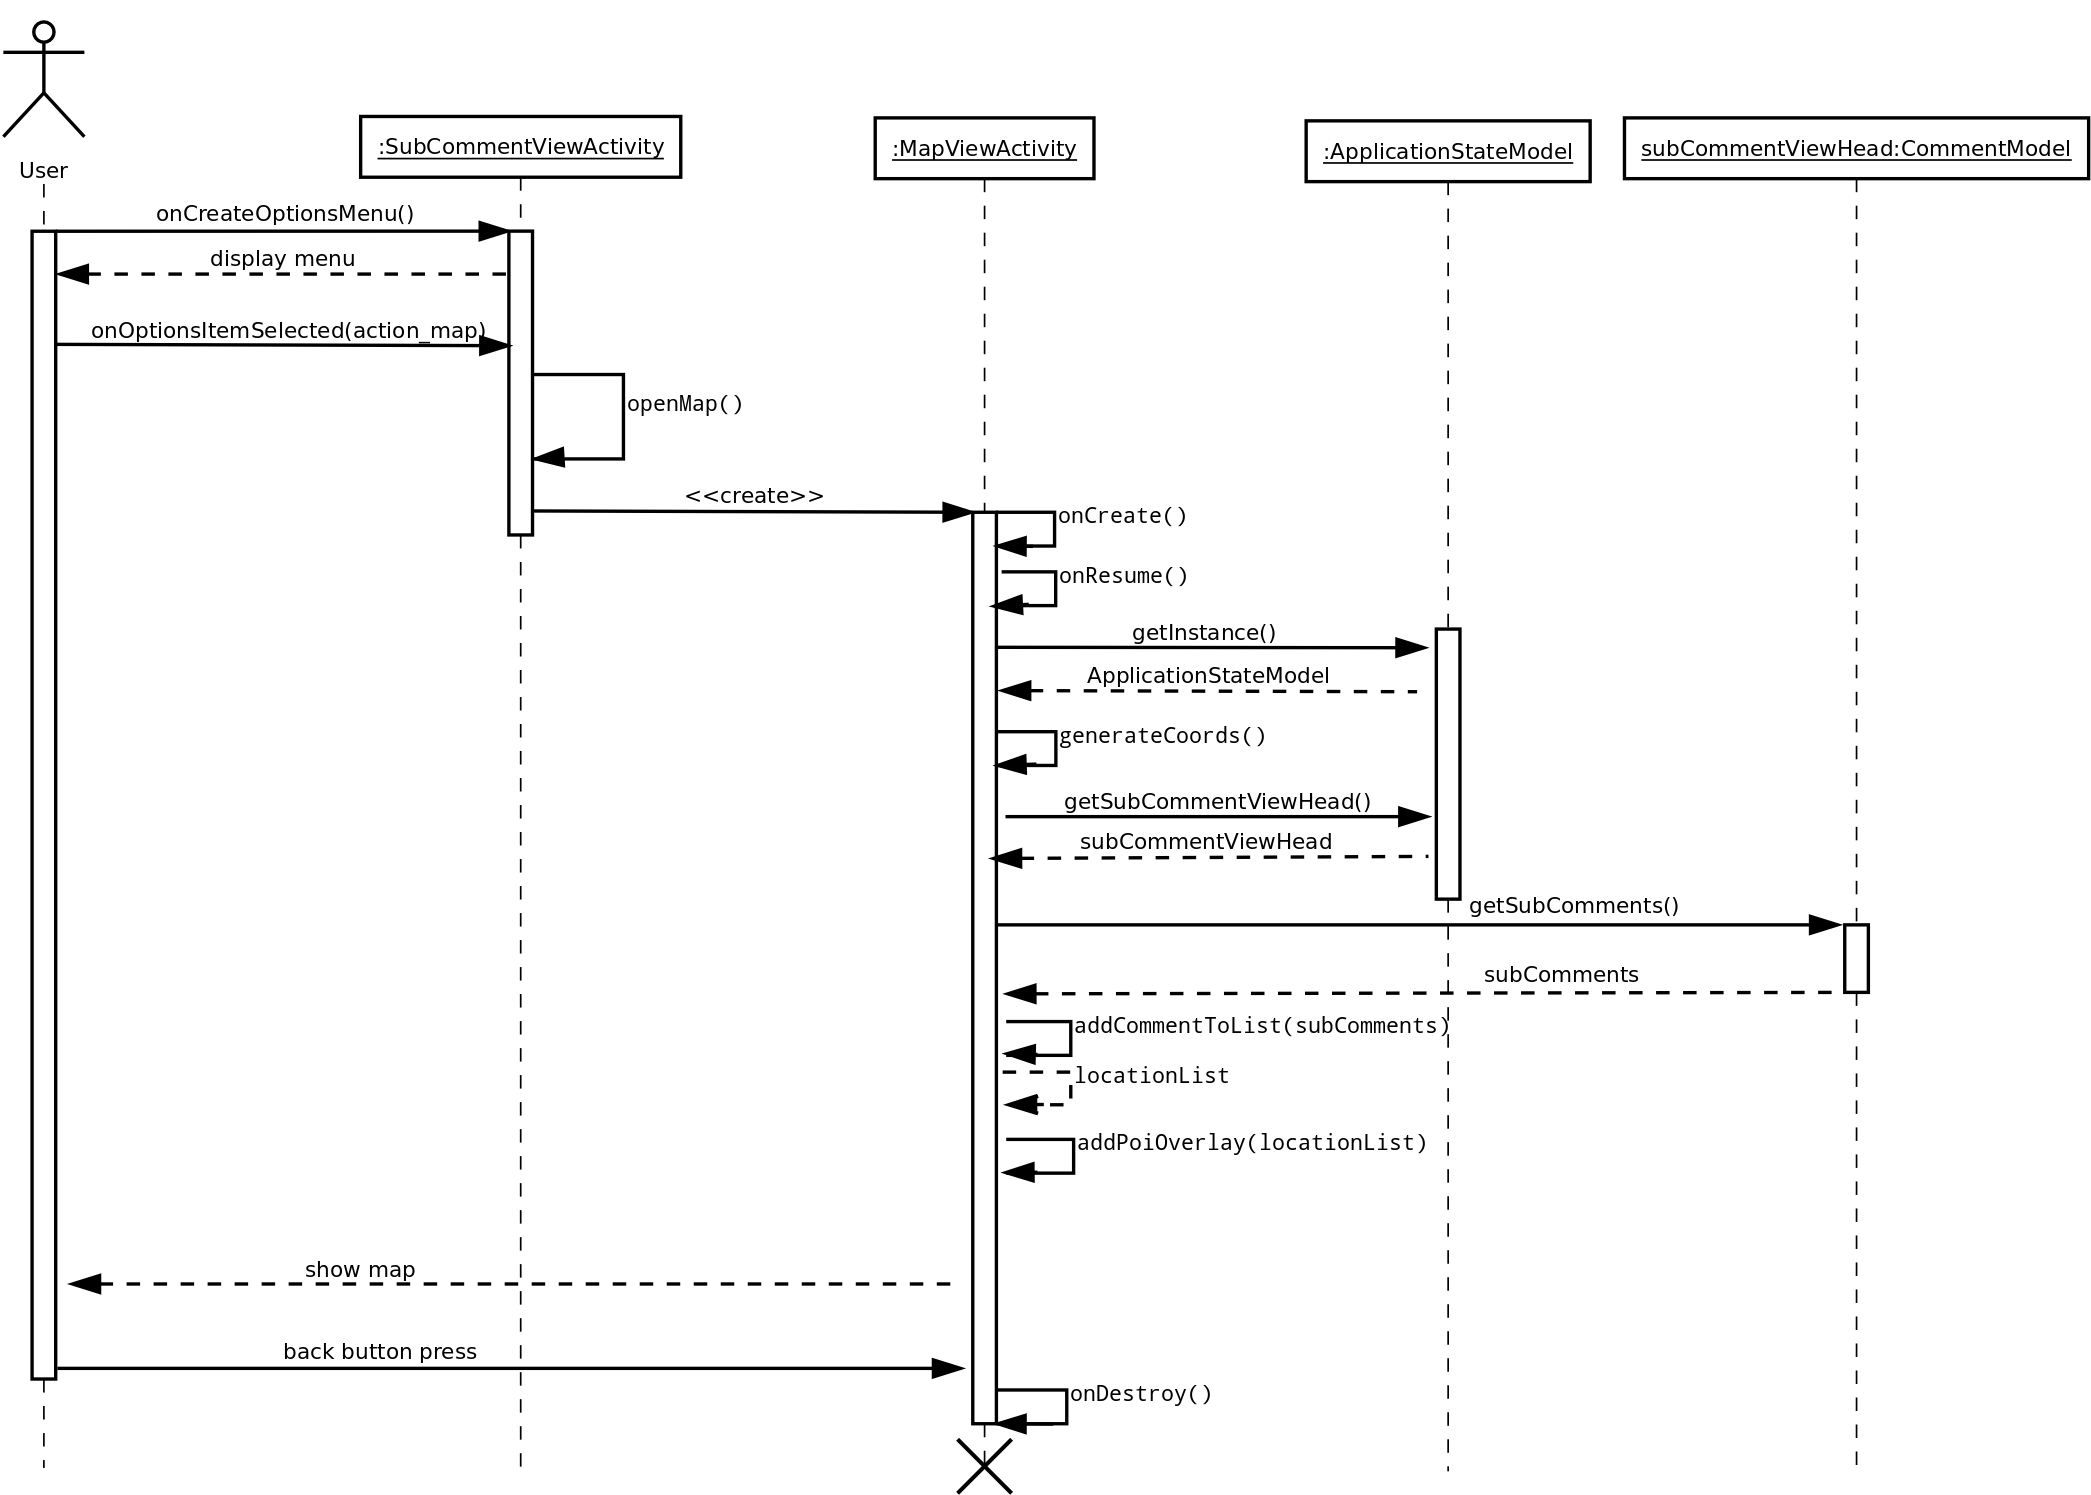 User
:SubCommentViewActivity
:MapViewActivity
:ApplicationStateModel
subCommentViewHead:CommentModel
onCreateOptionsMenu()
display menu
onOptionsItemSelected(action_map)
openMap()
<<create>>
onCreate()
onResume()
getInstance()
ApplicationStateModel
generateCoords()
getSubCommentViewHead()
subCommentViewHead
getSubComments()
subComments
addCommentToList(subComments)
locationList
addPoiOverlay(locationList)
show map
back button press
onDestroy()